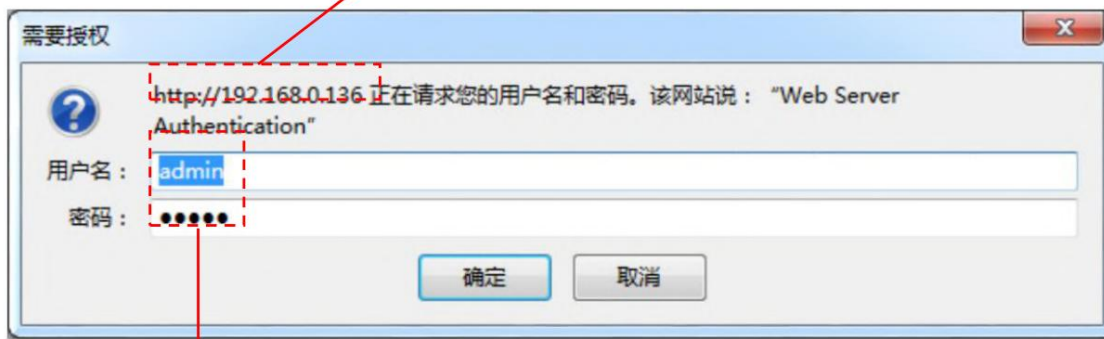 需要授权
http://192.168.0.136 正在请求您的用户名和密码。该网站说： “Web Server
Authentication”
用户名： admin
密码： ●●●●●
确定 取消